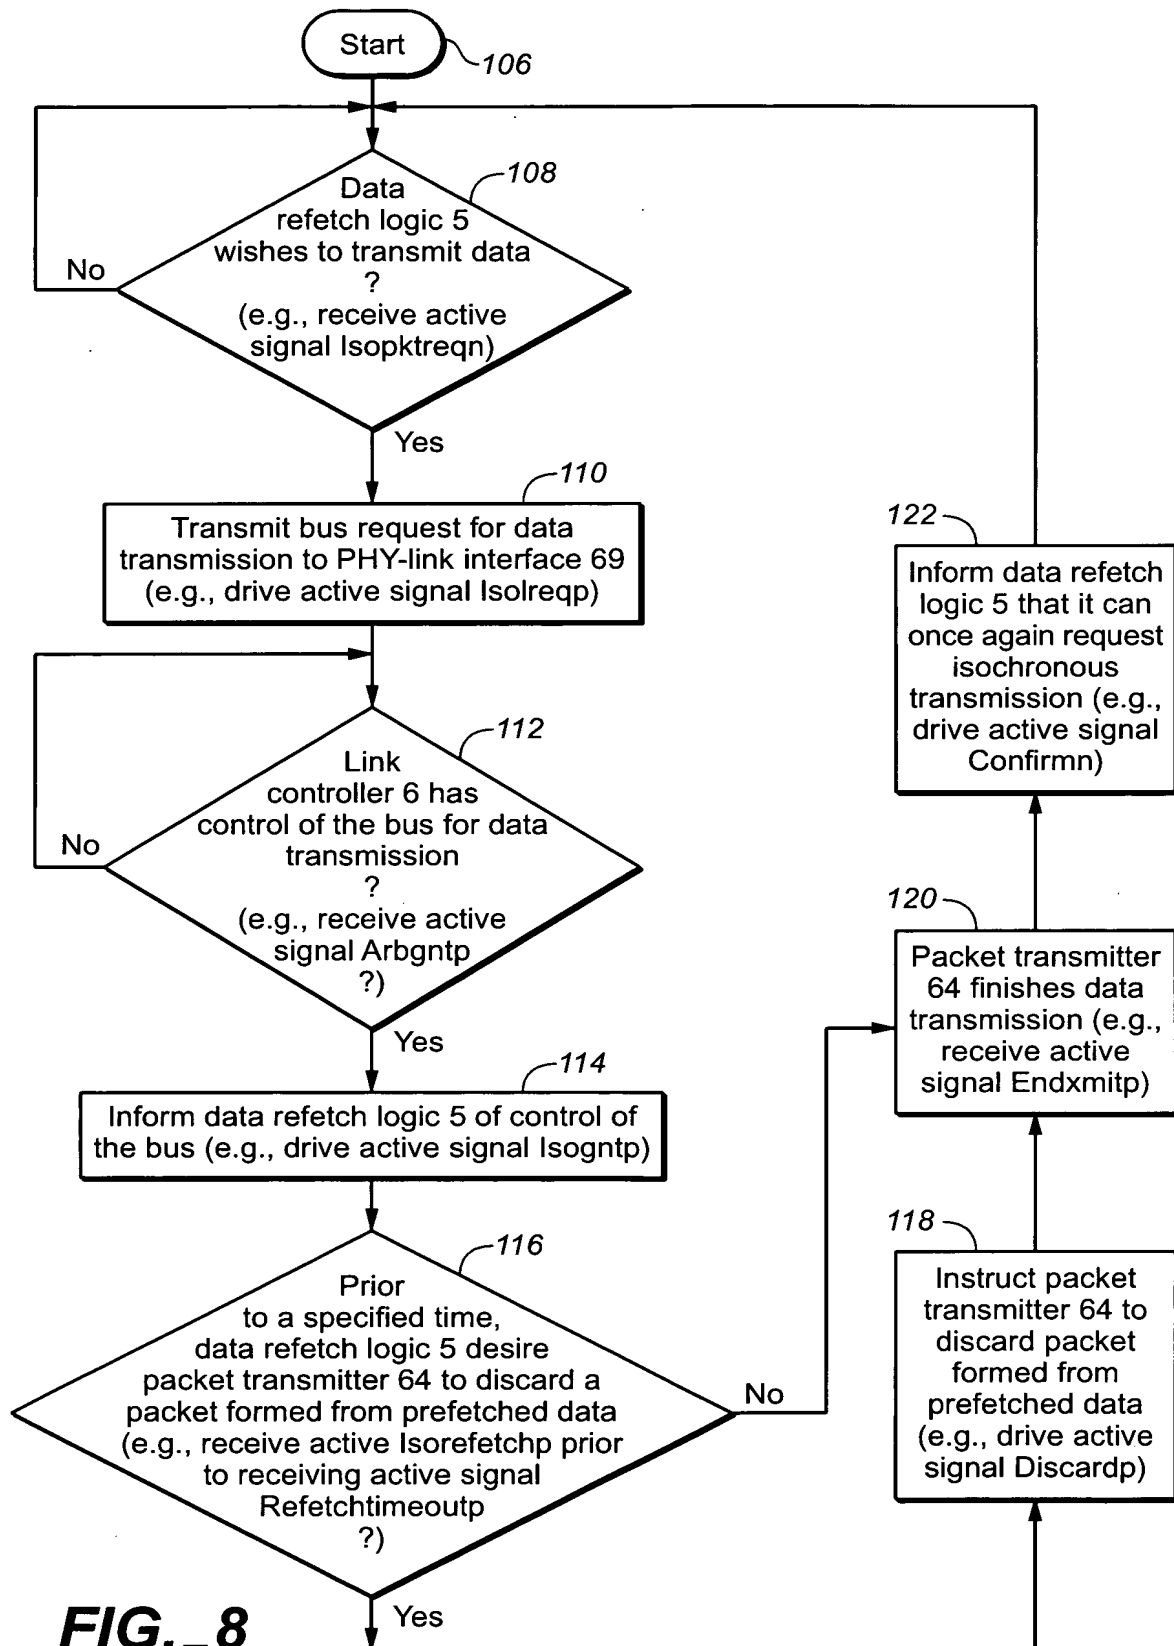 Start
106
108
Data
refetch logic 5
wishes to transmit data
?
(e.g., receive active
signal Isopktreqn)
No
Yes
110
Transmit bus request for data
transmission to PHY-link interface 69
(e.g., drive active signal Isolreqp)
112
Link
controller 6 has
control of the bus for data
transmission
?
(e.g., receive active
signal Arbgntp
?)
No
Yes
114
Inform data refetch logic 5 of control of
the bus (e.g., drive active signal Isogntp)
116
Prior
to a specified time,
data refetch logic 5 desire
packet transmitter 64 to discard a
packet formed from prefetched data
(e.g., receive active Isorefetchp prior
to receiving active signal
Refetchtimeoutp
?)
No
Yes
122
Inform data refetch
logic 5 that it can
once again request
isochronous
transmission (e.g.,
drive active signal
Confirmn)
120
Packet transmitter
64 finishes data
transmission (e.g.,
receive active
signal Endxmitp)
118
Instruct packet
transmitter 64 to
discard packet
formed from
prefetched data
(e.g., drive active
signal Discardp)
FIG._8